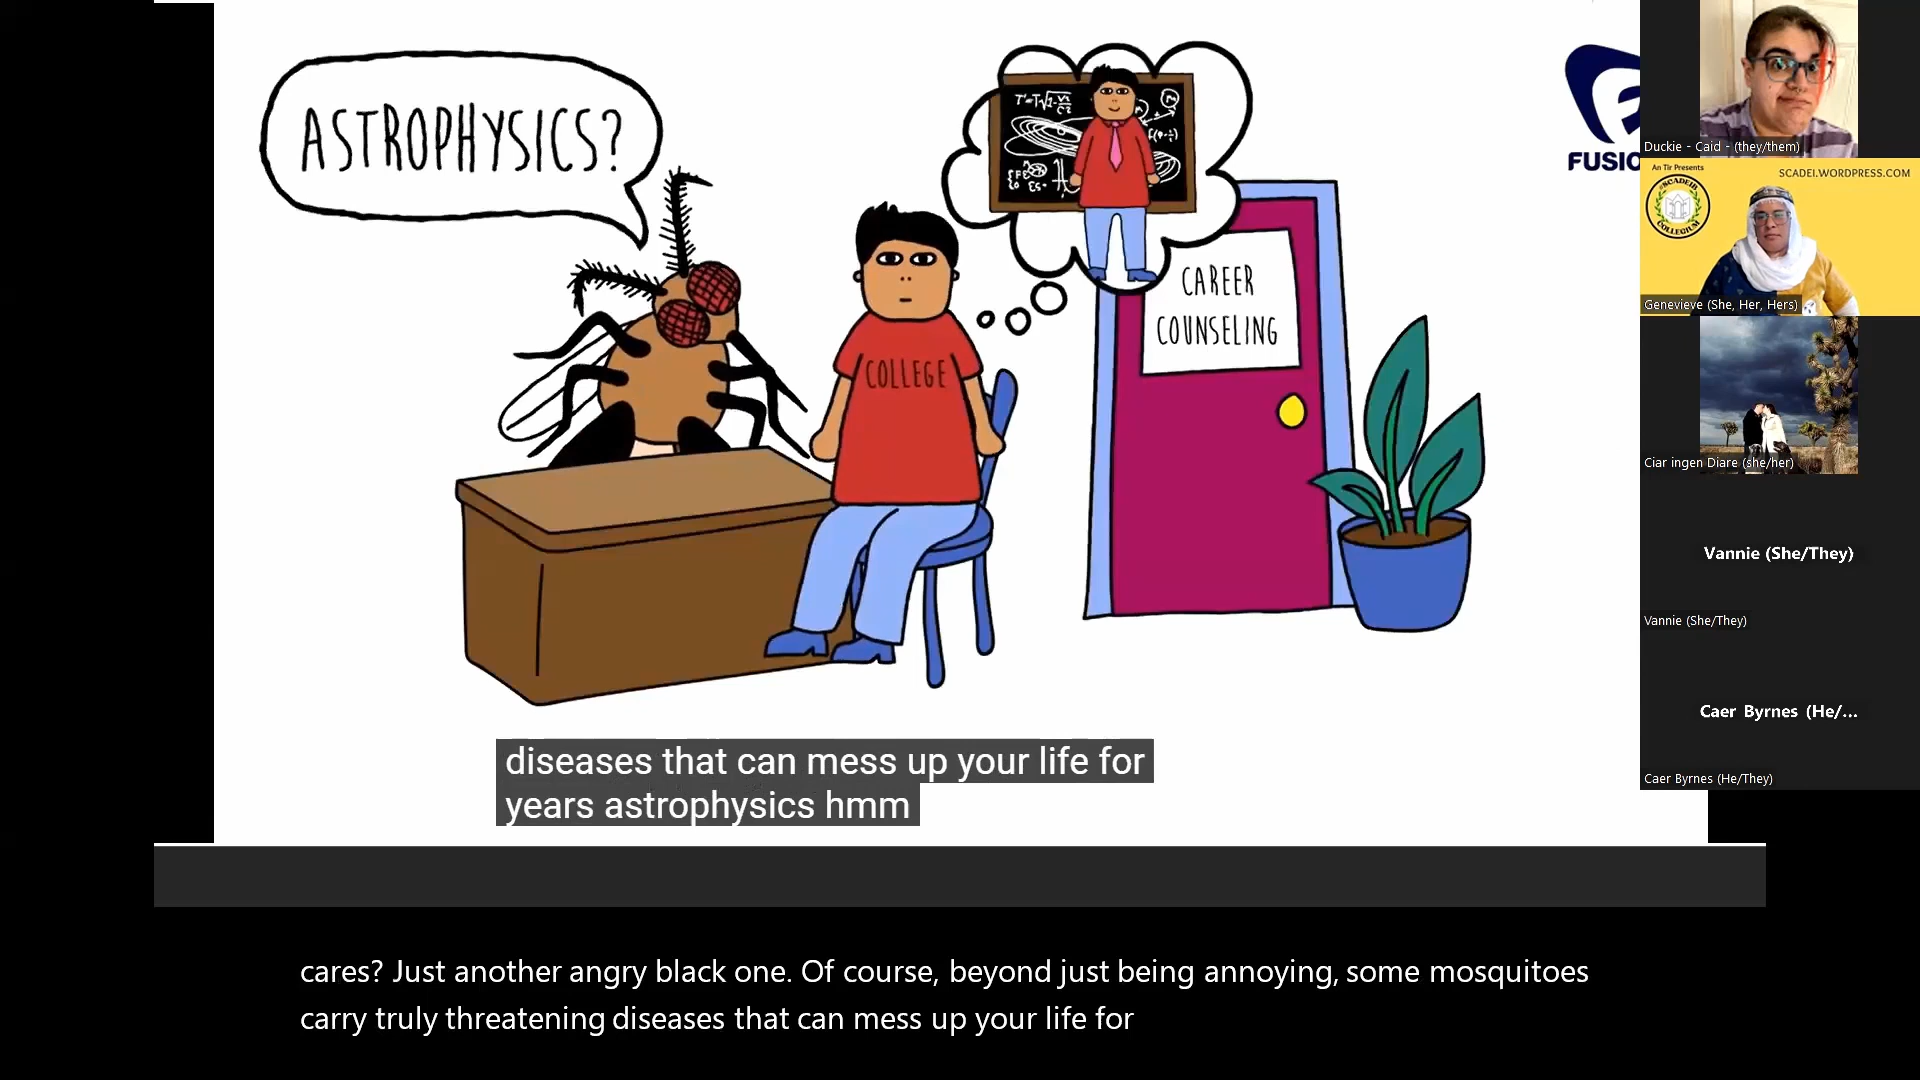 ASTROPHYSICS?
COLLEGE
CAREER
COUNSELING
FUSIO
diseases that can mess up your life for
years astrophysics hmm
cares? Just another angry black one. Of course, beyond just being annoying, some mosquitoes
carry truly threatening diseases that can mess up your life for
Duckie - Caid - (they/them)
An Tir Presents
SCADEI.WORDPRESS.COM
COLLEGIUM
Genevieve (She, Her, Hers)
Ciar ingen Diare (she/her)
Vannie (She/They)
Vannie (She/They)
Caer Byrnes (He/...
Caer Byrnes (He/They)